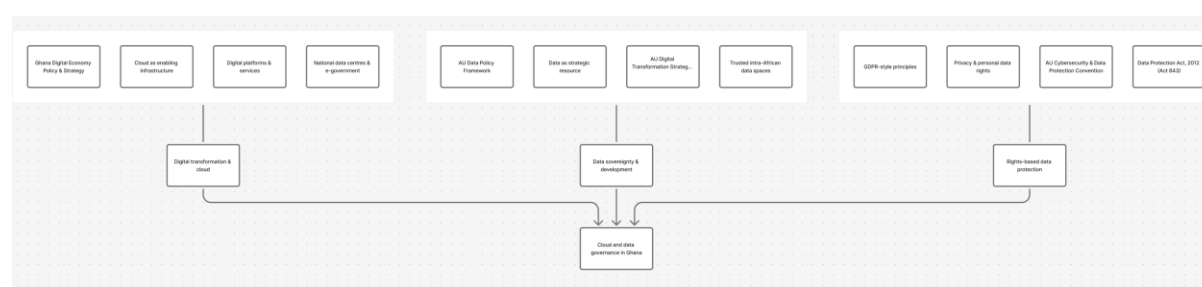 Ghana Digital Economy
Policy & Strategy
Cloud as enabling
infrastructure
Digital platforms &
services
National data centres &
e-government
AU Data Policy
Framework
Data as strategic
resource
AU Digital
Transformation Strateg...
Trusted intra-African
data spaces
GDPR-style principles
Privacy & personal data
rights
AU Cybersecurity & Data
Protection Convention
Data Protection Act, 2012
(Act 843)
Digital transformation &
cloud
Data sovereignty &
development
Rights-based data
protection
Cloud and data
governance in Ghana